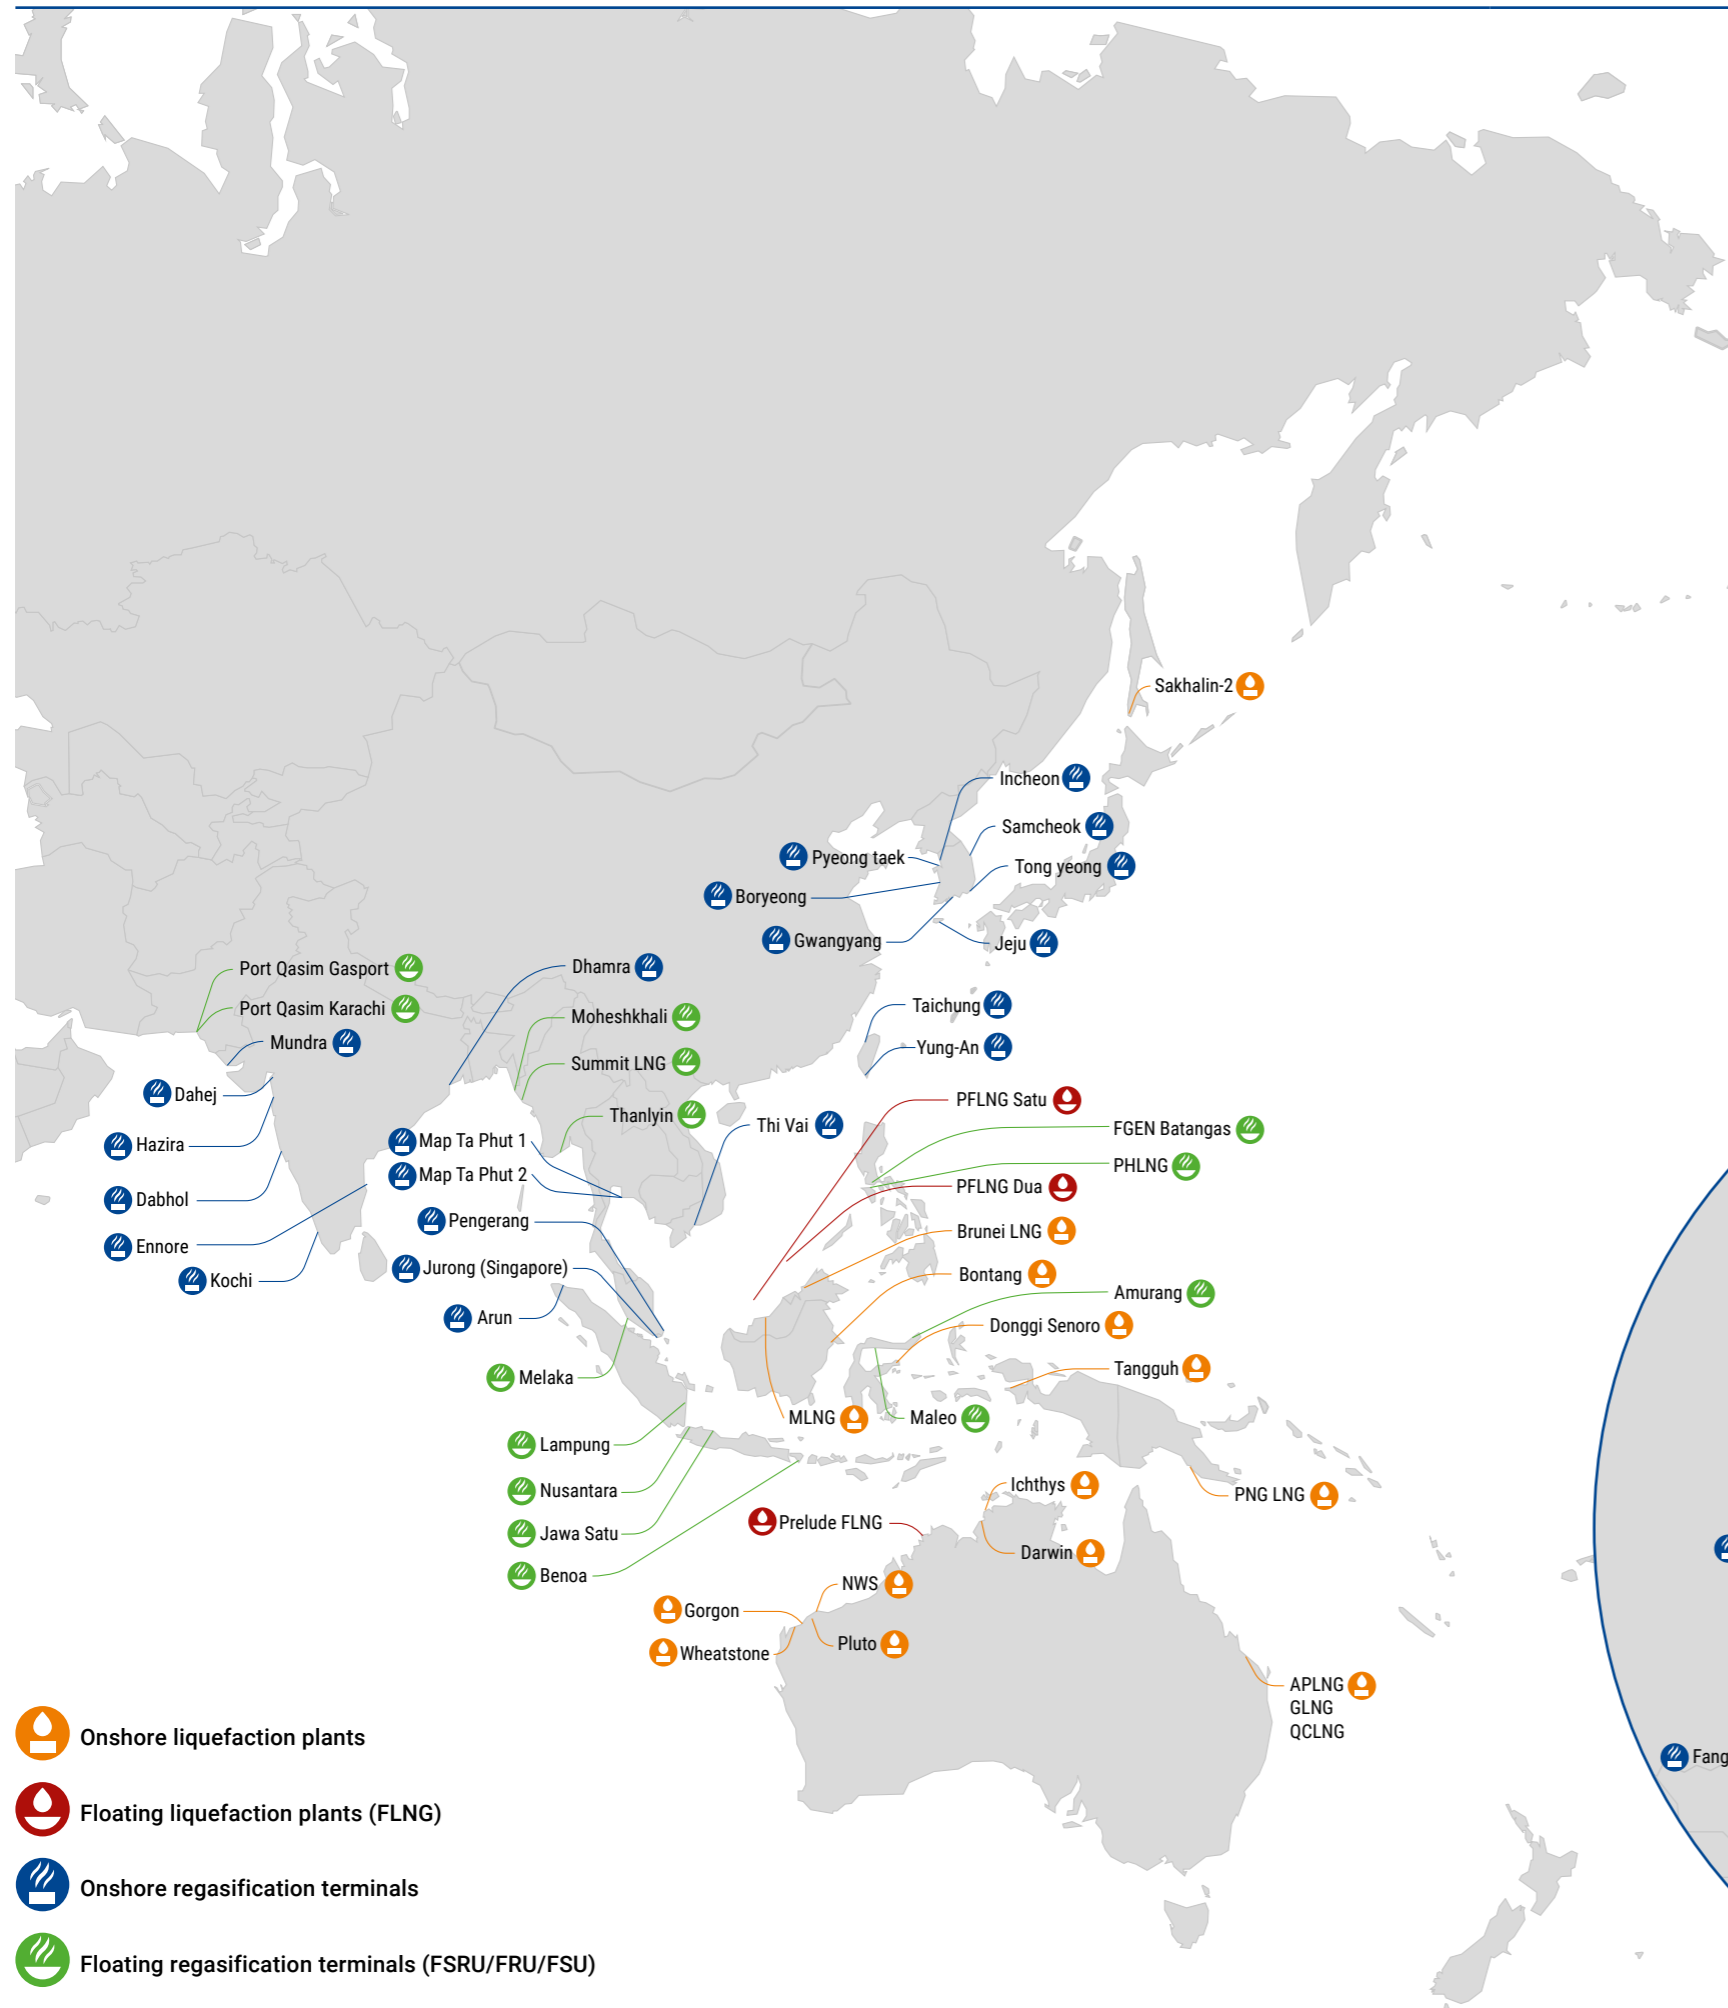 Sakhalin-2
Incheon
Samcheok
Pyeong taek
Tong yeong
Boryeong
Gwangyang
Jeju
Port Qasim Gasport
Dhamra
Port Qasim Karachi
Taichung
Moheshkhali
Mundra
Yung-An
Summit LNG
Dahej
PFLNG Satu
Thanlyin
Thi Vai
FGEN Batangas
Map Ta Phut 1
Hazira
PHLNG
Map Ta Phut 2
PFLNG Dua
Dabhol
Pengerang
Brunei LNG
Ennore
Jurong (Singapore)
Bontang
Kochi
Amurang
Arun
Donggi Senoro
Tangguh
Melaka
MLNG
Maleo
Lampung
Ichthys
Nusantara
PNG LNG
Prelude FLNG
Jawa Satu
Darwin
Benoa
NWS
Gorgon
Pluto
Wheatstone
APLNG
GLNG
QCLNG
Onshore liquefaction plants
Fang
Floating liquefaction plants (FLNG)
Onshore regasification terminals
Floating regasification terminals (FSRU/FRU/FSU)